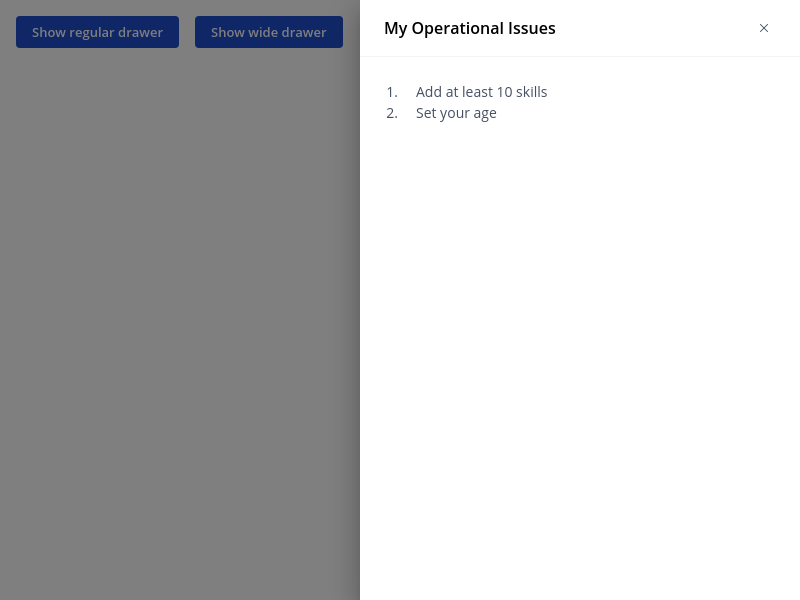 Show regular drawer
Show wide drawer
My Operational Issues
1. Add at least 10 skills
2. Set your age